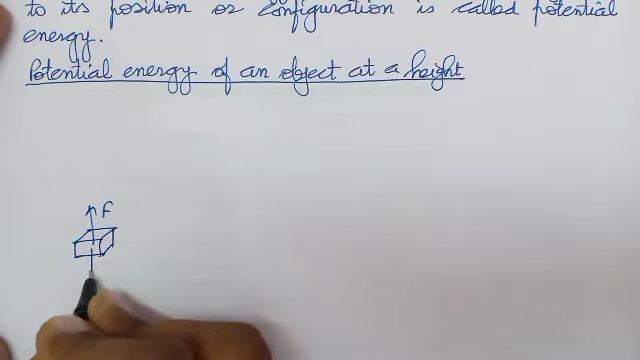 to its position or configuration is called potential
energy.
Potential energy of an object at a height
F